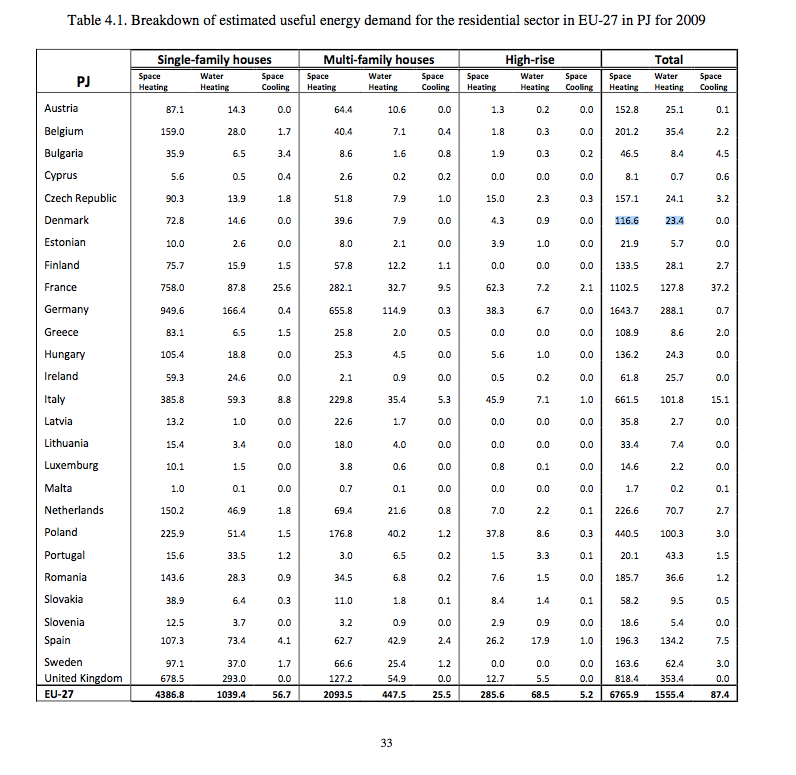 Table 4.1. Breakdown of estimated useful energy demand for the residential sector in EU-27 in PJ for 2009
PJ Single-family houses Multi-family houses High-rise Total
Space Heating Water Heating Space Cooling Space Heating Water Heating Space Cooling Space Heating Water Heating Space Cooling Space Heating Water Heating Space Cooling
Austria 87.1 14.3 0.0 64.4 10.6 0.0 1.3 0.2 0.0 152.8 25.1 0.1
Belgium 159.0 28.0 1.7 40.4 7.1 0.4 1.8 0.3 0.0 201.2 35.4 2.2
Bulgaria 35.9 6.5 3.4 8.6 1.6 0.8 1.9 0.3 0.2 46.5 8.4 4.5
Cyprus 5.6 0.5 0.4 2.6 0.2 0.2 0.0 0.0 0.0 8.1 0.7 0.6
Czech Republic 90.3 13.9 1.8 51.8 7.9 1.0 15.0 2.3 0.3 157.1 24.1 3.2
Denmark 72.8 14.6 0.0 39.6 7.9 0.0 4.3 0.9 0.0 116.6 23.4 0.0
Estonian 10.0 2.6 0.0 8.0 2.1 0.0 3.9 1.0 0.0 21.9 5.7 0.0
Finland 75.7 15.9 1.5 57.8 12.2 1.1 0.0 0.0 0.0 133.5 28.1 2.7
France 758.0 87.8 25.6 282.1 32.7 9.5 62.3 7.2 2.1 1102.5 127.8 37.2
Germany 949.6 166.4 0.4 655.8 114.9 0.3 38.3 6.7 0.0 1643.7 288.1 0.7
Greece 83.1 6.5 1.5 25.8 2.0 0.5 0.0 0.0 0.0 108.9 8.6 2.0
Hungary 105.4 18.8 0.0 25.3 4.5 0.0 5.6 1.0 0.0 136.2 24.3 0.0
Ireland 59.3 24.6 0.0 2.1 0.9 0.0 0.5 0.2 0.0 61.8 25.7 0.0
Italy 385.8 59.3 8.8 229.8 35.4 5.3 45.9 7.1 1.0 661.5 101.8 15.1
Latvia 13.2 1.0 0.0 22.6 1.7 0.0 0.0 0.0 0.0 35.8 2.7 0.0
Lithuania 15.4 3.4 0.0 18.0 4.0 0.0 0.0 0.0 0.0 33.4 7.4 0.0
Luxemburg 10.1 1.5 0.0 3.8 0.6 0.0 0.8 0.1 0.0 14.6 2.2 0.0
Malta 1.0 0.1 0.0 0.7 0.1 0.0 0.0 0.0 0.0 1.7 0.2 0.1
Netherlands 150.2 46.9 1.8 69.4 21.6 0.8 7.0 2.2 0.1 226.6 70.7 2.7
Poland 225.9 51.4 1.5 176.8 40.2 1.2 37.8 8.6 0.3 440.5 100.3 3.0
Portugal 15.6 33.5 1.2 3.0 6.5 0.2 1.5 3.3 0.1 20.1 43.3 1.5
Romania 143.6 28.3 0.9 34.5 6.8 0.2 7.6 1.5 0.0 185.7 36.6 1.2
Slovakia 38.9 6.4 0.3 11.0 1.8 0.1 8.4 1.4 0.1 58.2 9.5 0.5
Slovenia 12.5 3.7 0.0 3.2 0.9 0.0 2.9 0.9 0.0 18.6 5.4 0.0
Spain 107.3 73.4 4.1 62.7 42.9 2.4 26.2 17.9 1.0 196.3 134.2 7.5
Sweden 97.1 37.0 1.7 66.6 25.4 1.2 0.0 0.0 0.0 163.6 62.4 3.0
United Kingdom 678.5 293.0 0.0 127.2 54.9 0.0 12.7 5.5 0.0 818.4 353.4 0.0
EU-27 4386.8 1039.4 56.7 2093.5 447.5 25.5 285.6 68.5 5.2 6765.9 1555.4 87.4
33